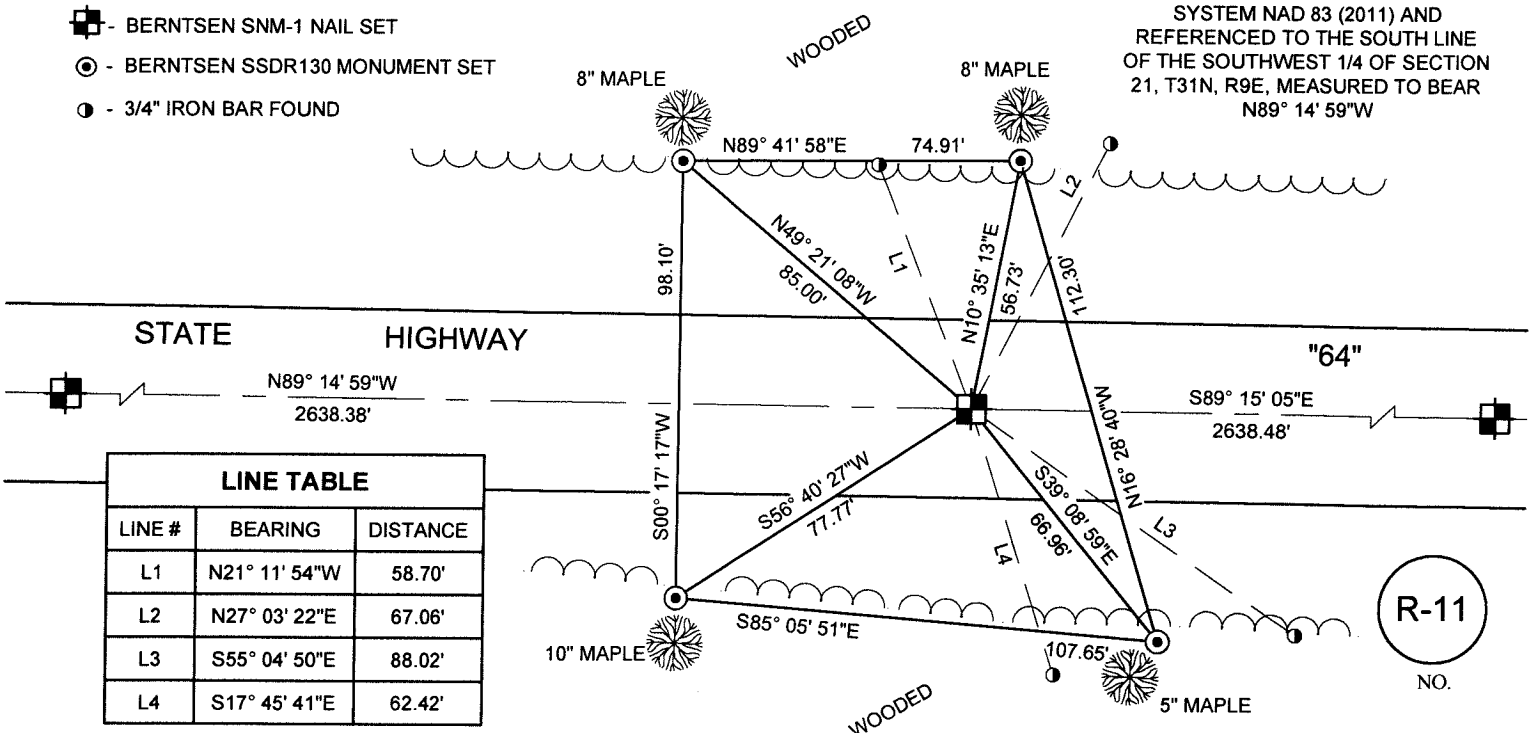 - BERNTSEN SNM-1 NAIL SET
- BERNTSEN SSDR130 MONUMENT SET
- 3/4" IRON BAR FOUND
SYSTEM NAD 83 (2011) AND
REFERENCED TO THE SOUTH LINE
OF THE SOUTHWEST 1/4 OF SECTION
21, T31N, R9E, MEASURED TO BEAR
N89° 14' 59"W
WOODED
8" MAPLE
8" MAPLE
N89° 41' 58"E
74.91'
L2
L1
N49° 21' 08"W
85.00'
N10° 35' 13"E
56.73'
112.30'
N16° 28' 40"W
98.10'
S00° 17' 17"W
STATE HIGHWAY "64"
N89° 14' 59"W
2638.38'
S89° 15' 05"E
2638.48'
S56° 40' 27"W
77.77'
S39° 08' 59"E
66.96'
L3
L4
LINE TABLE
LINE # BEARING DISTANCE
L1 N21° 11' 54"W 58.70'
L2 N27° 03' 22"E 67.06'
L3 S55° 04' 50"E 88.02'
L4 S17° 45' 41"E 62.42'
S85° 05' 51"E
107.65'
10" MAPLE
5" MAPLE
WOODED
R-11
NO.